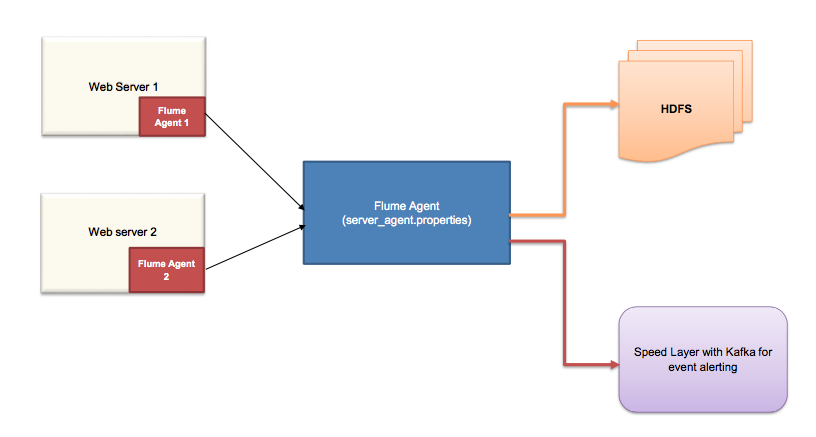 Web Server 1
Flume
Agent 1
Web server 2
Flume Agent
2
Flume Agent
(server_agent.properties)
HDFS
Speed Layer with Kafka for
event alerting